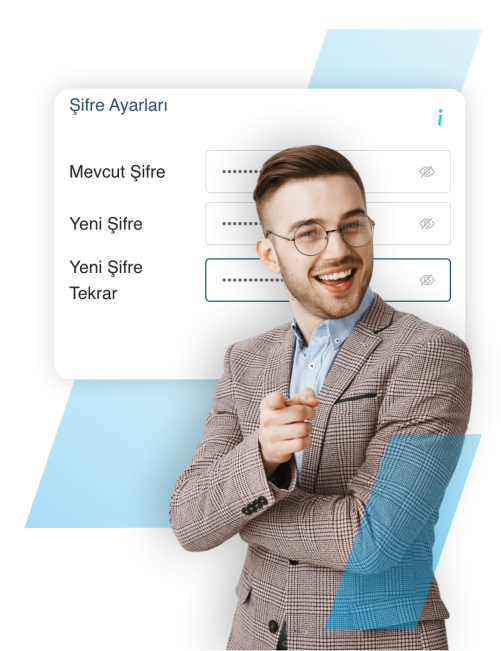 Şifre Ayarları
i
Mevcut Şifre
Yeni Şifre
Yeni Şifre
Tekrar